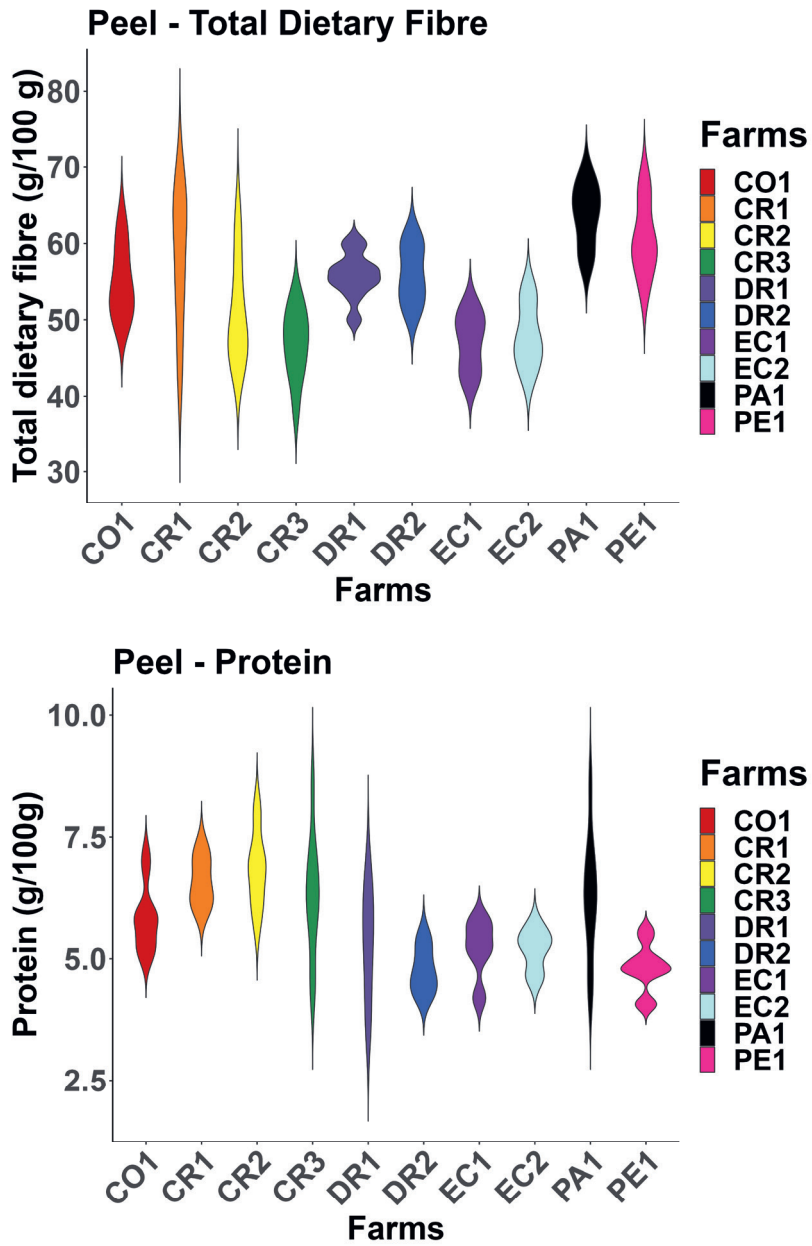 Peel - Total Dietary Fibre
Total dietary fibre (g/100 g)
80
70
60
50
40
30
CO1 CR1 CR2 CR3 DR1 DR2 EC1 EC2 PA1 PE1
Farms
Farms
CO1
CR1
CR2
CR3
DR1
DR2
EC1
EC2
PA1
PE1
Peel - Protein
Protein (g/100g)
10.0
7.5
5.0
2.5
CO1 CR1 CR2 CR3 DR1 DR2 EC1 EC2 PA1 PE1
Farms
Farms
CO1
CR1
CR2
CR3
DR1
DR2
EC1
EC2
PA1
PE1